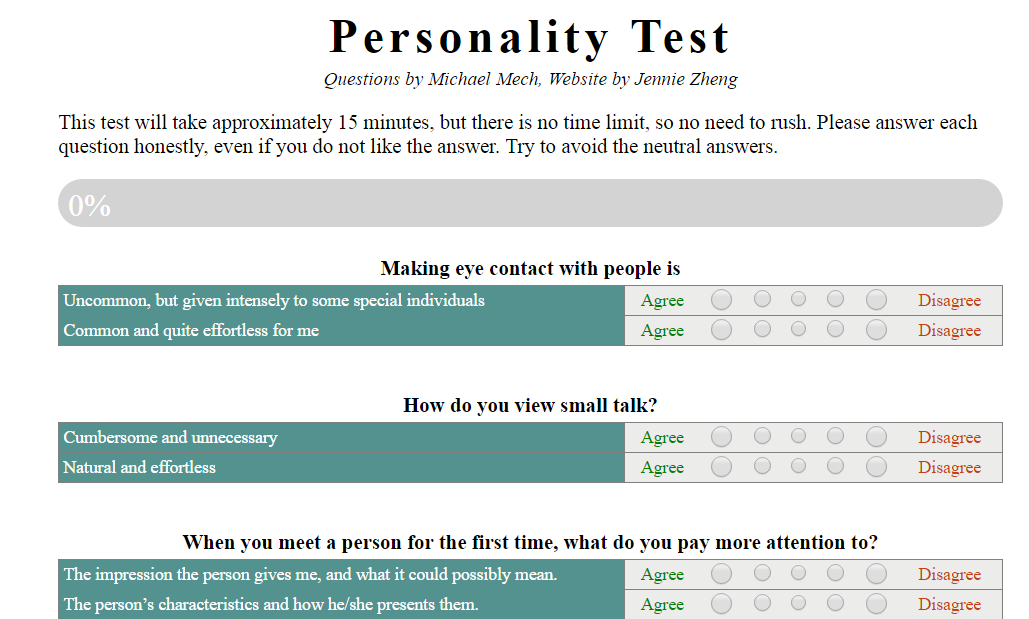 Personality Test
Questions by Michael Mech, Website by Jennie Zheng
This test will take approximately 15 minutes, but there is no time limit, so no need to rush. Please answer each
question honestly, even if you do not like the answer. Try to avoid the neutral answers.
0%
Making eye contact with people is
Uncommon, but given intensely to some special individuals Agree Disagree
Common and quite effortless for me Agree Disagree
How do you view small talk?
Cumbersome and unnecessary Agree Disagree
Natural and effortless Agree Disagree
When you meet a person for the first time, what do you pay more attention to?
The impression the person gives me, and what it could possibly mean. Agree Disagree
The person’s characteristics and how he/she presents them. Agree Disagree